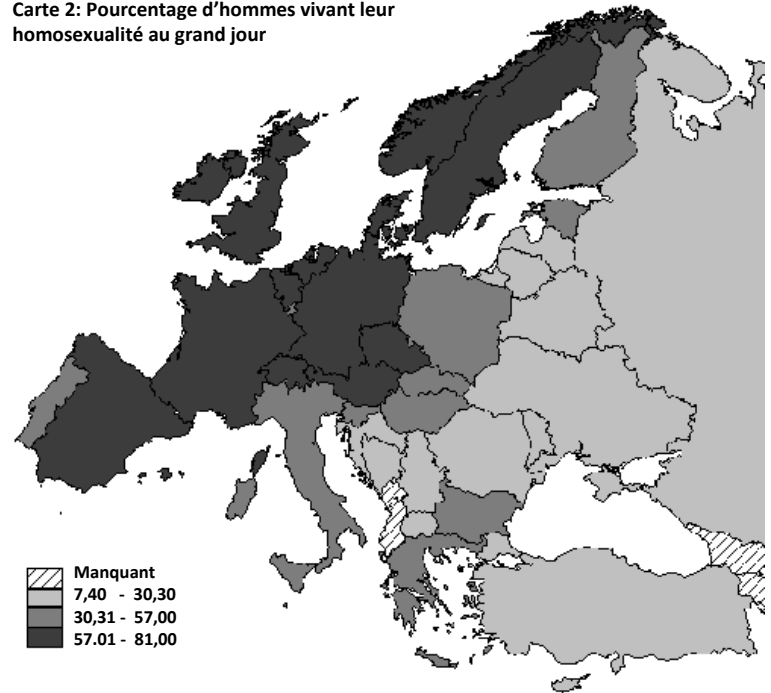 Carte 2: Pourcentage d’hommes vivant leur
homosexualité au grand jour
Manquant
7,40 - 30,30
30,31 - 57,00
57.01 - 81,00